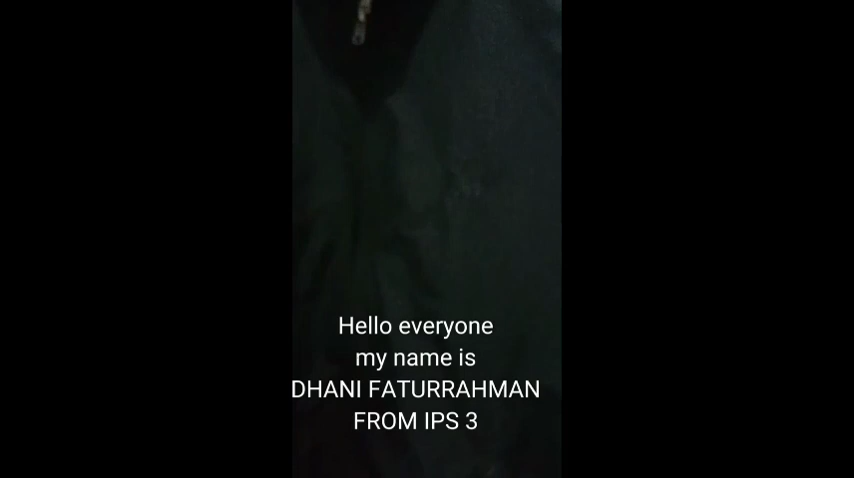 Hello everyone
my name is
DHANI FATURRAHMAN
FROM IPS 3